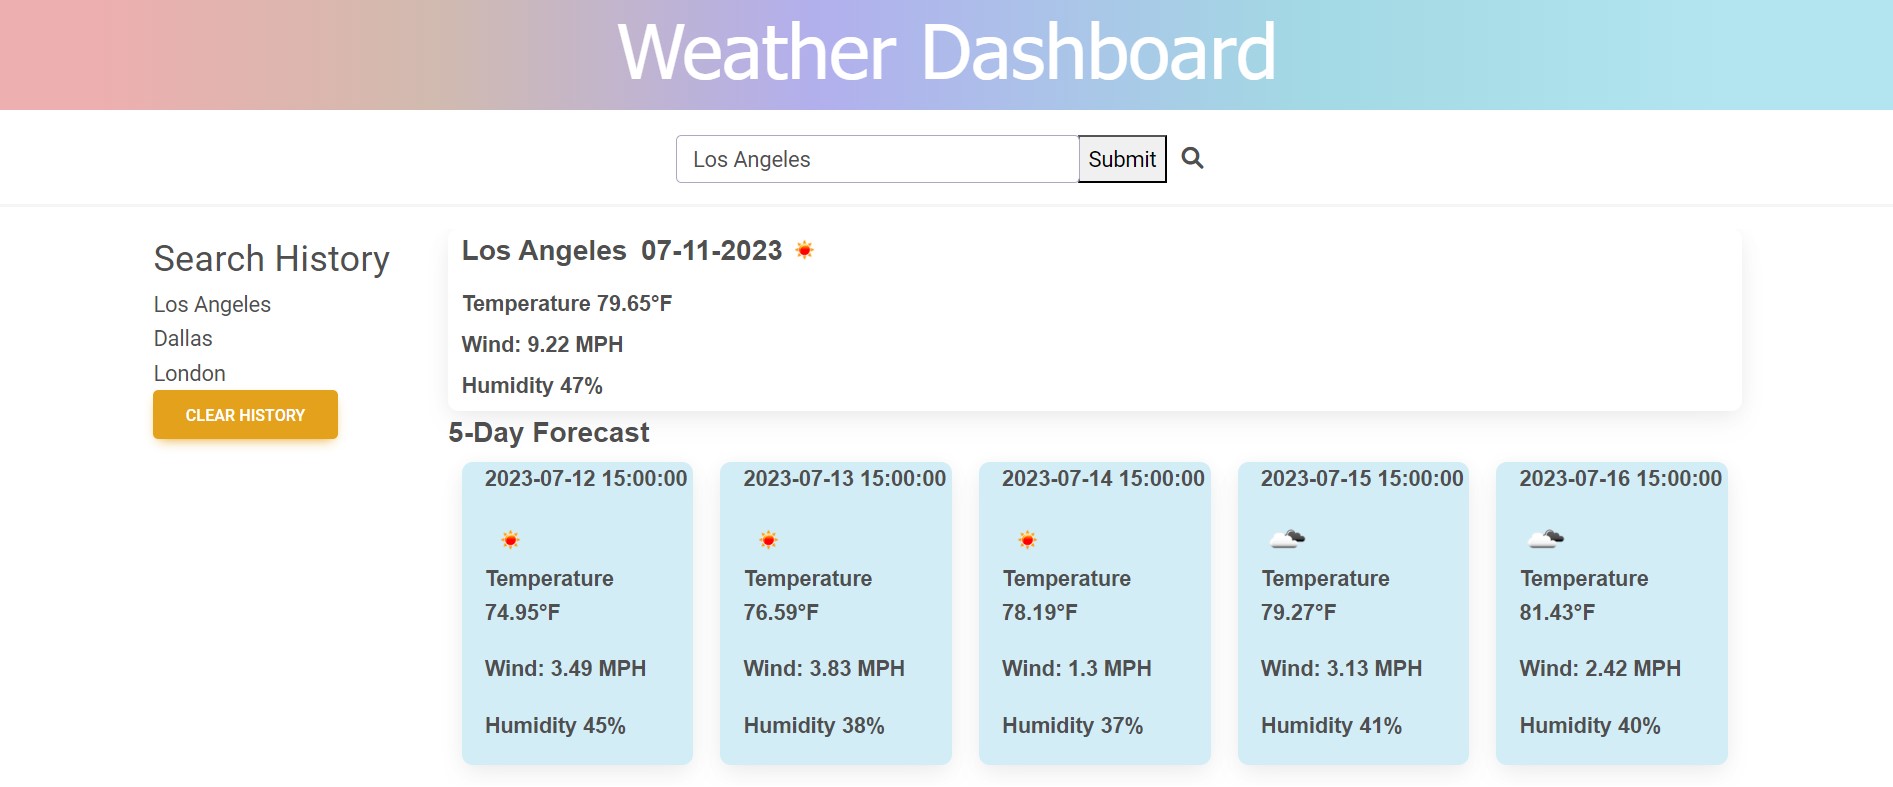 Weather Dashboard
Los Angeles
Submit
Search History
Los Angeles
Dallas
London
CLEAR HISTORY
Los Angeles 07-11-2023
Temperature 79.65°F
Wind: 9.22 MPH
Humidity 47%
5-Day Forecast
2023-07-12 15:00:00
Temperature
74.95°F
Wind: 3.49 MPH
Humidity 45%
2023-07-13 15:00:00
Temperature
76.59°F
Wind: 3.83 MPH
Humidity 38%
2023-07-14 15:00:00
Temperature
78.19°F
Wind: 1.3 MPH
Humidity 37%
2023-07-15 15:00:00
Temperature
79.27°F
Wind: 3.13 MPH
Humidity 41%
2023-07-16 15:00:00
Temperature
81.43°F
Wind: 2.42 MPH
Humidity 40%